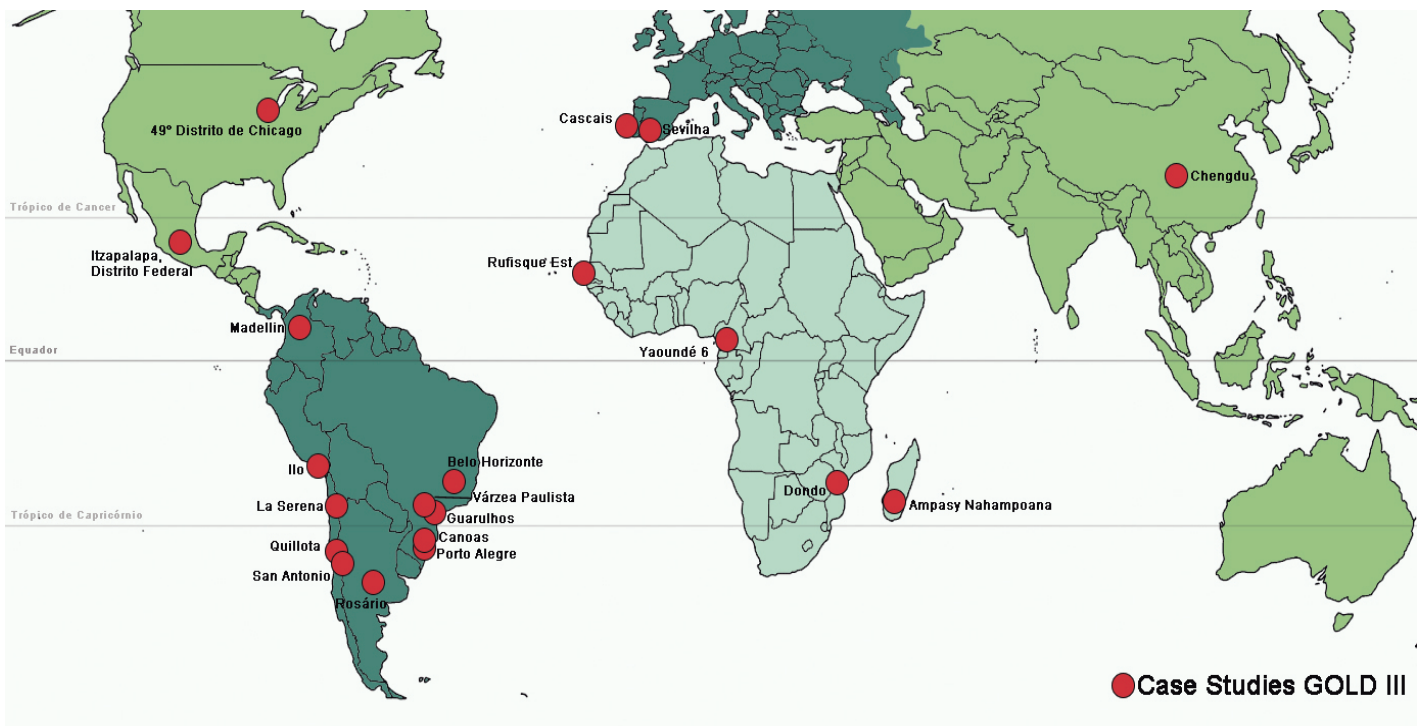 49º Distrito de Chicago
Cascais
Sevilha
Chengdu
Trópico de Cancer
Itzapalapa,
Distrito Federal
Rufisque Est
Madellin
Yaoundé 6
Equador
Ilo
Belo Horizonte
Dondo
Várzea Paulista
La Serena
Ampasy Nahampoana
Trópico de Capricórnio
Guarulhos
Canoas
Quillota
Porto Alegre
San Antonio
Rosário
Case Studies GOLD III